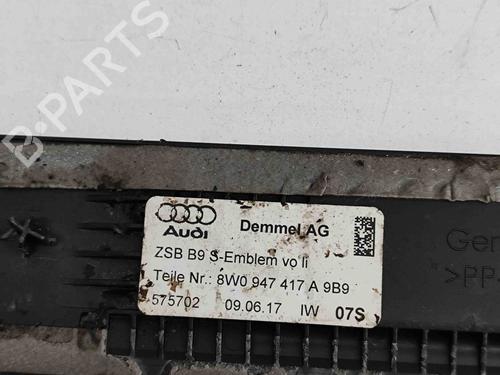 B-PARTS
Audi
Demmel AG
ZSB B9 S-Emblem vo li
Teile Nr.: 8W0 947 417 A 9B9
575702 09.06.17 IW 07S
Ger
>PP